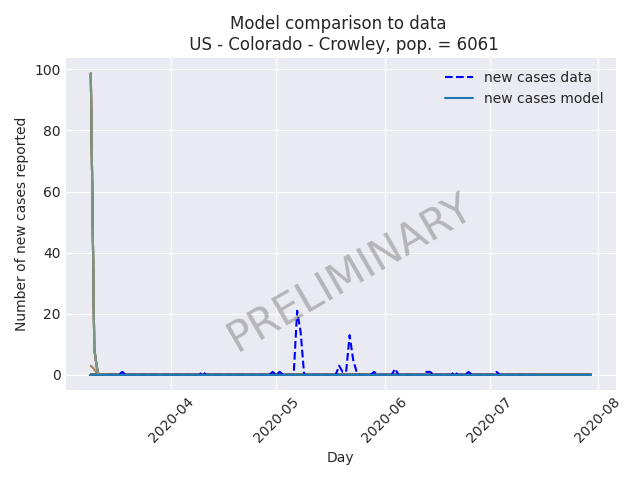 Model comparison to data
US - Colorado - Crowley, pop. = 6061
new cases data
new cases model
100
80
60
40
20
0
Number of new cases reported
PRELIMINARY
2020-04
2020-05
2020-06
2020-07
2020-08
Day